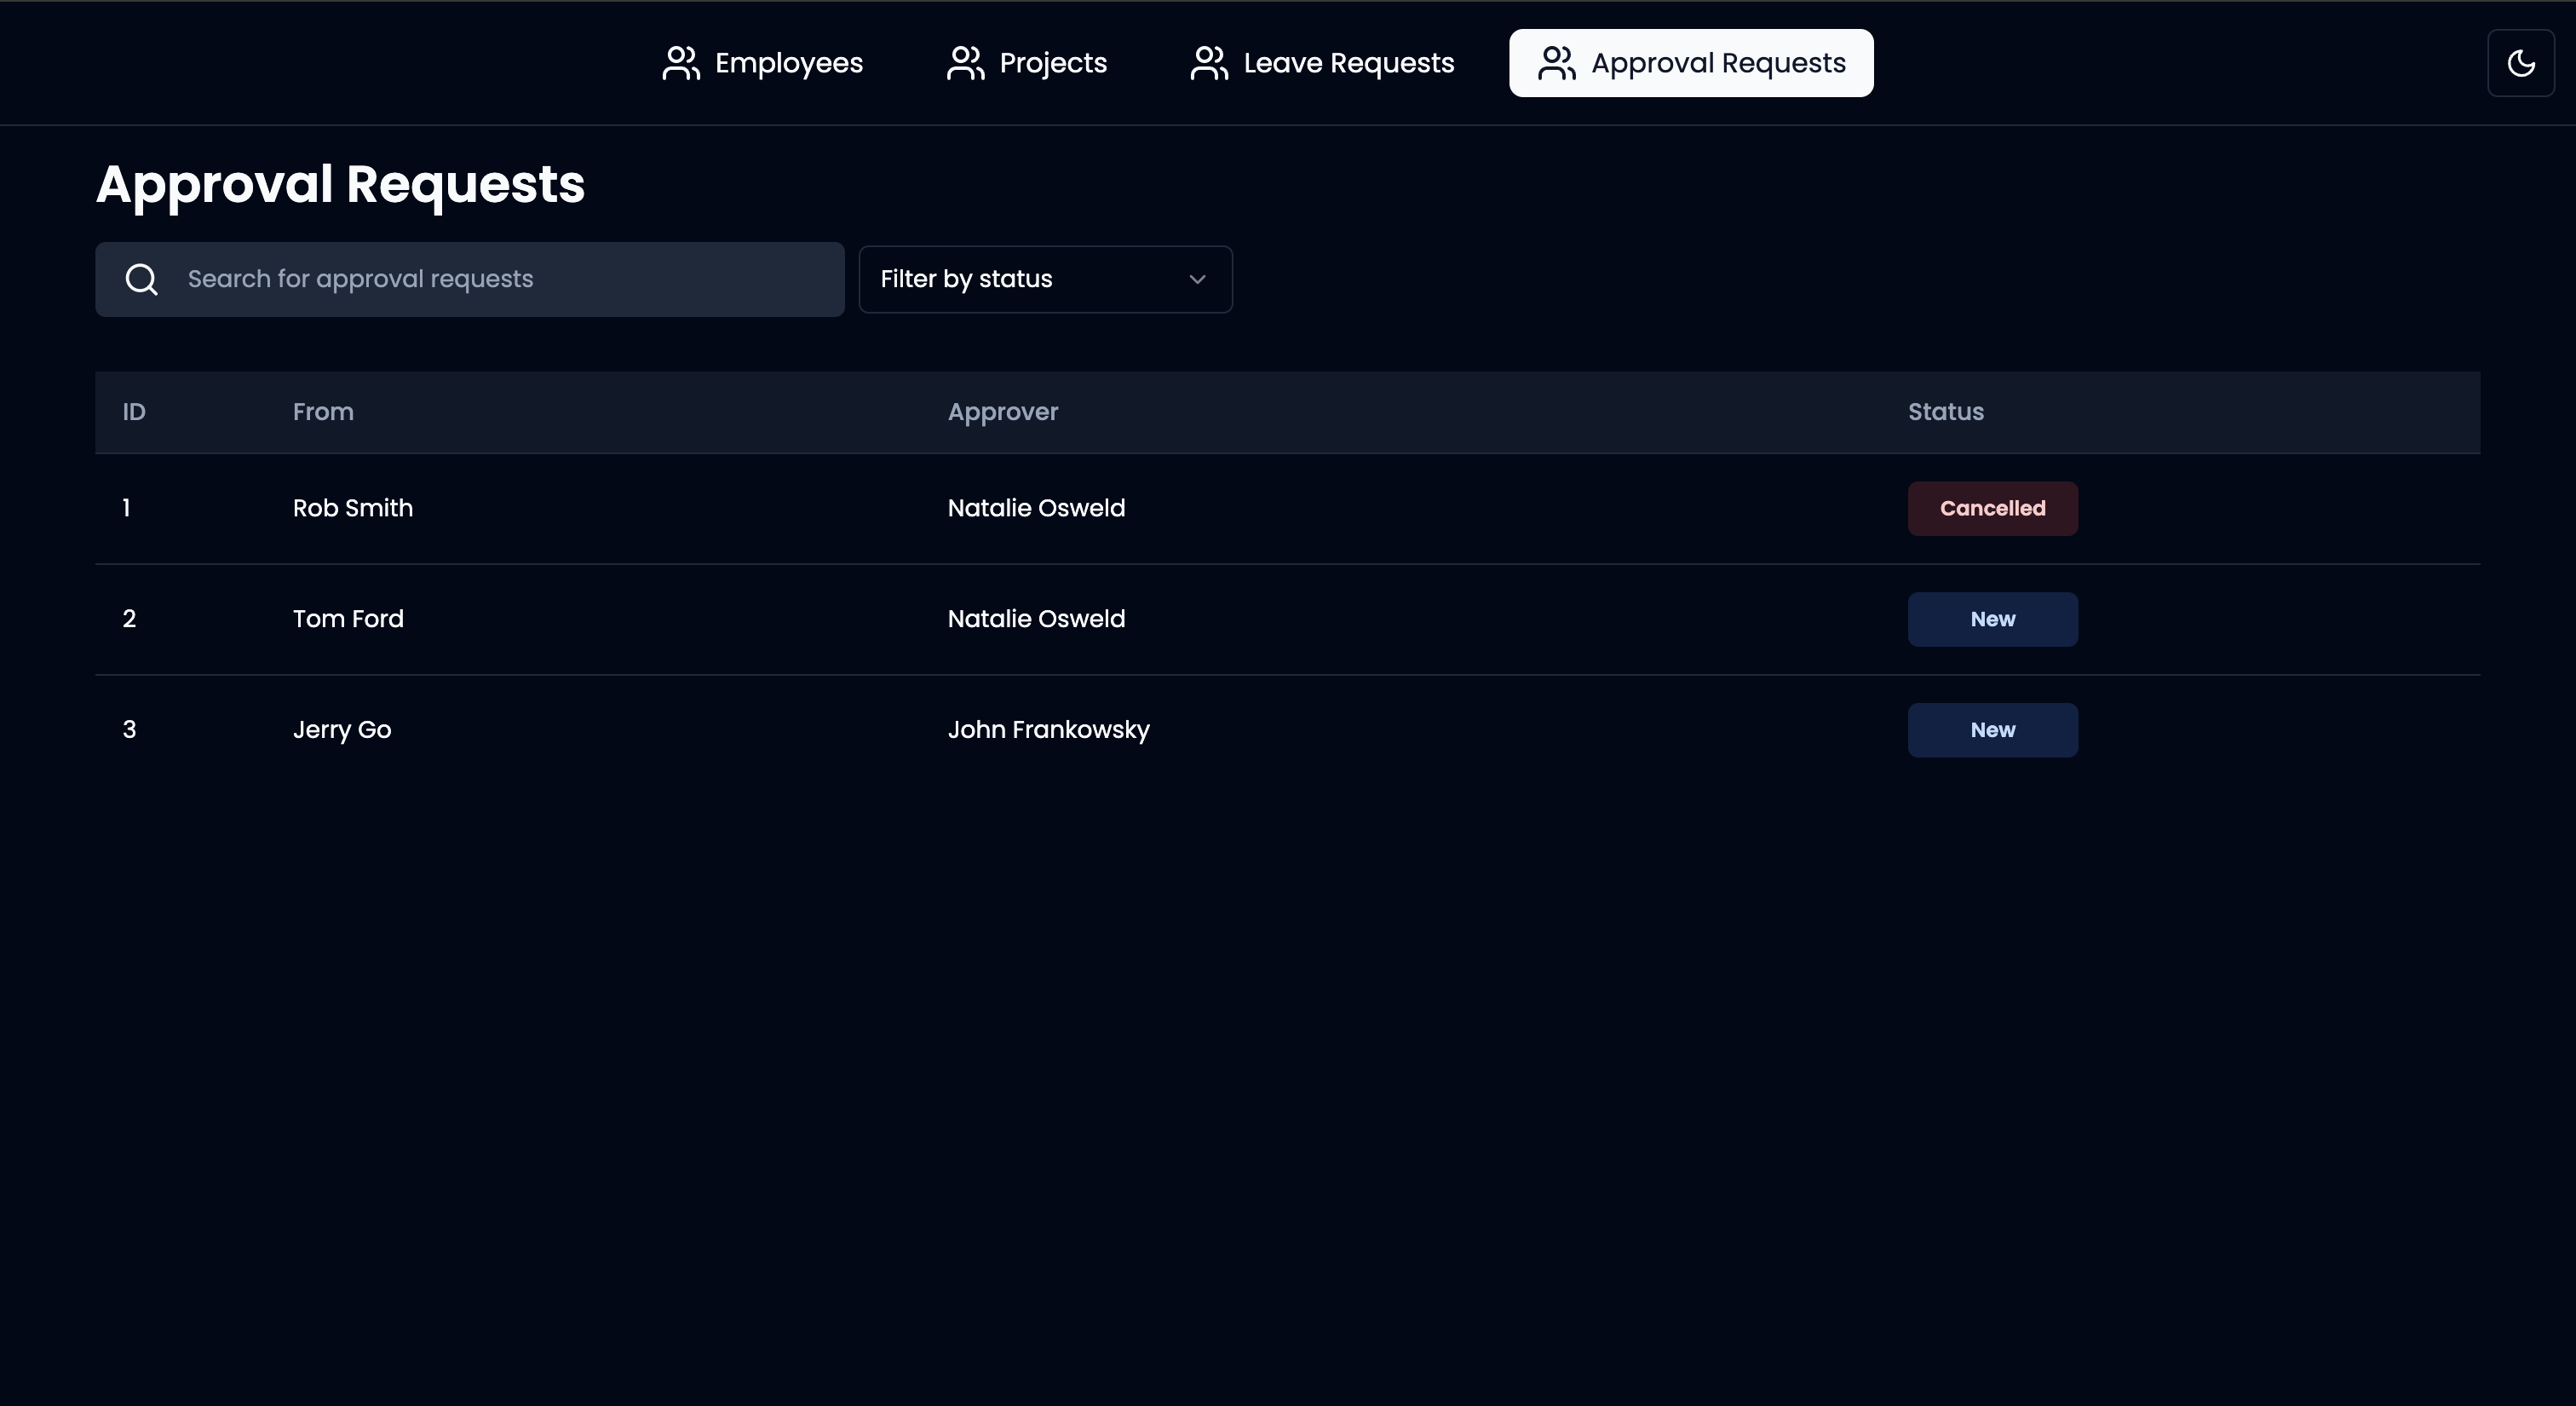 Employees Projects Leave Requests Approval Requests
Approval Requests
Search for approval requests Filter by status
ID From Approver Status
1 Rob Smith Natalie Osweld Cancelled
2 Tom Ford Natalie Osweld New
3 Jerry Go John Frankowsky New